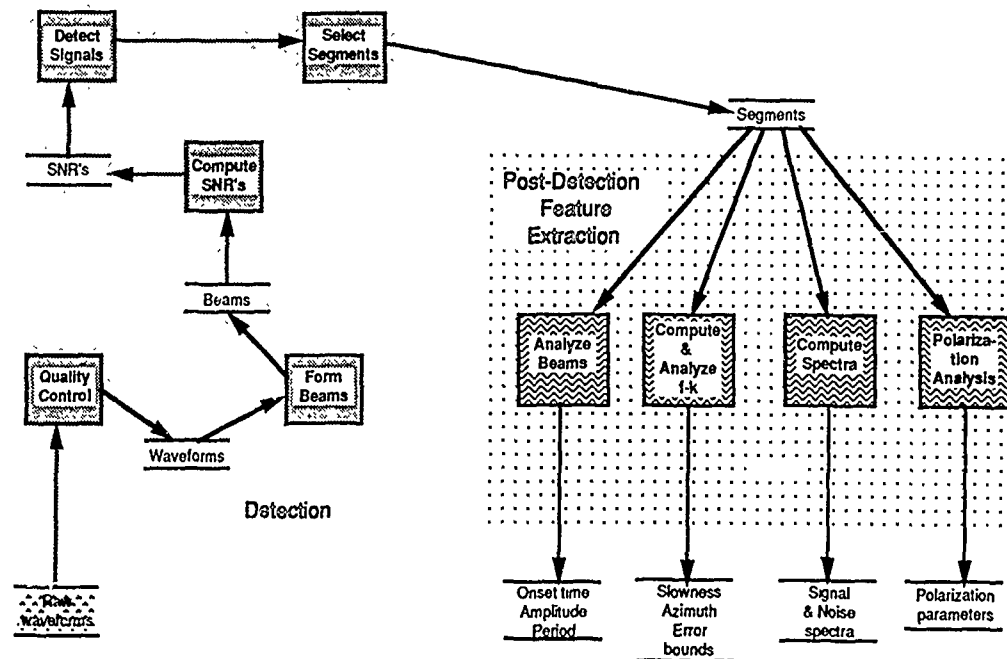 Detect
Signals
Select
Segments
Segments
SNR's
Compute
SNR's
Post-Detection
Feature
Extraction
Beams
Quality
Control
Form
Beams
Analyze
Beams
Compute
&
Analyze
f-k
Compute
Spectra
Polariza-
tion
Analysis
Waveforms
Detection
Raw
waveforms
Onset time
Amplitude
Period
Slowness
Azimuth
Error
bounds
Signal
& Noise
spectra
Polarization
parameters